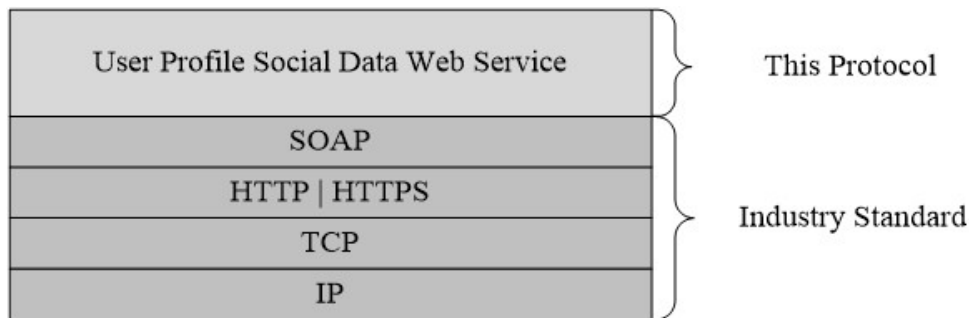 User Profile Social Data Web Service
This Protocol
SOAP
HTTP | HTTPS
TCP
IP
Industry Standard